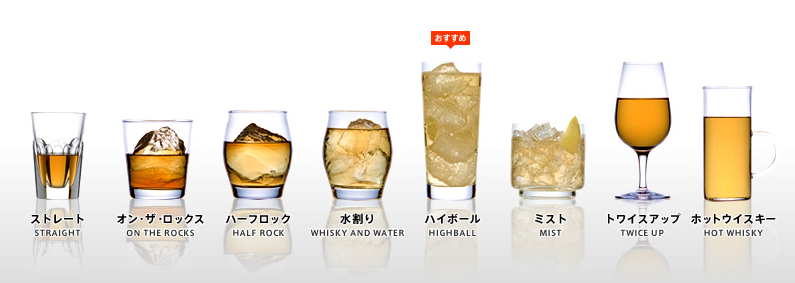 おすすめ
ストレート
STRAIGHT
オン・ザ・ロックス
ON THE ROCKS
ハーフロック
HALF ROCK
水割り
WHISKY AND WATER
ハイボール
HIGHBALL
ミスト
MIST
トワイスアップ
TWICE UP
ホットウイスキー
HOT WHISKY